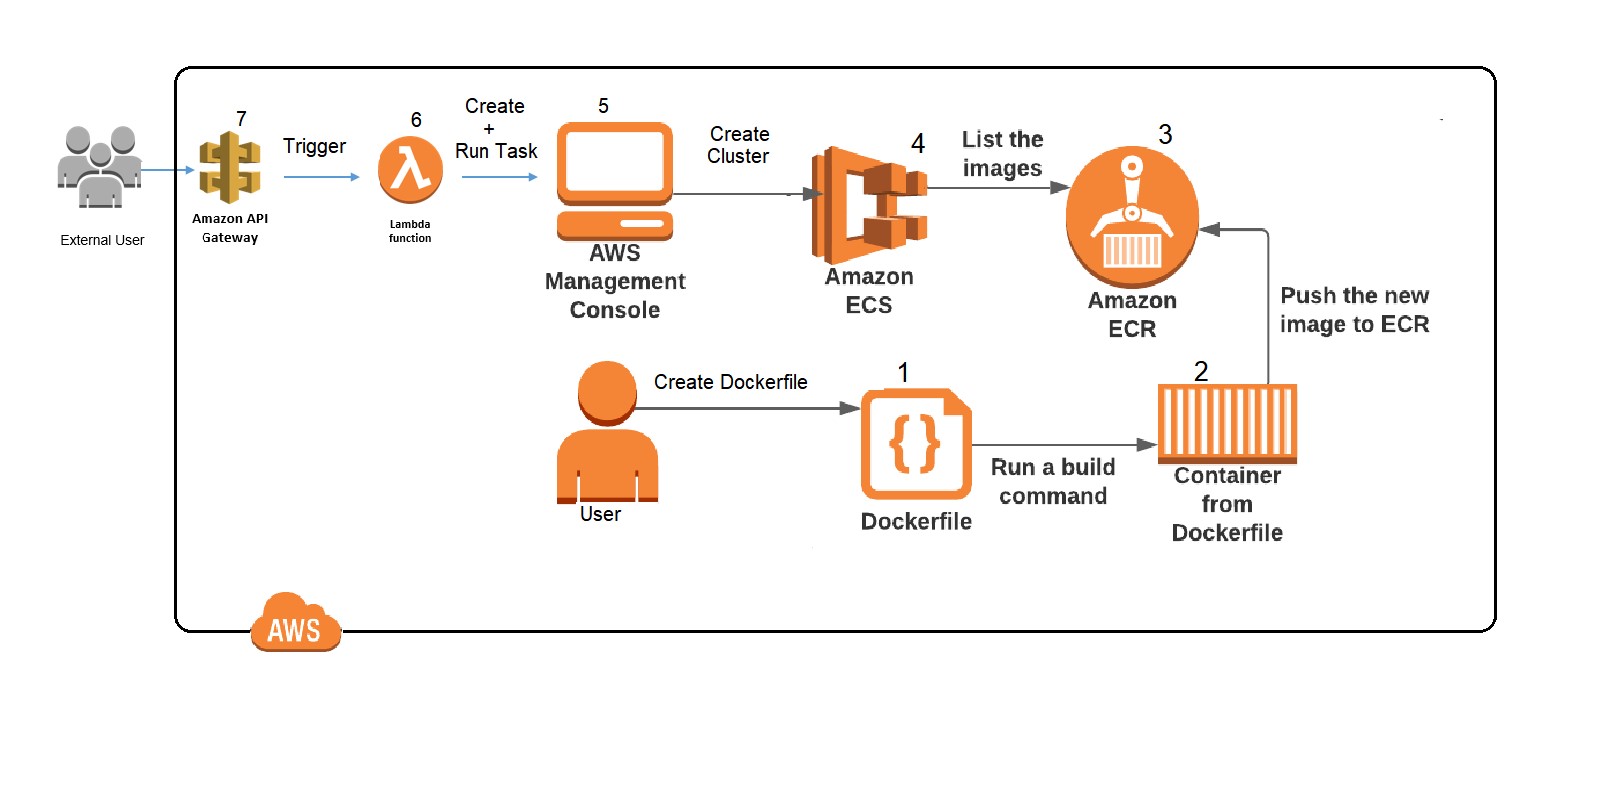 7
Trigger
6
Create
+
Run Task
5
Create
Cluster
4
List the
images
3
External User
Amazon API
Gateway
Lambda
function
AWS
Management
Console
Amazon
ECS
Amazon
ECR
Push the new
image to ECR
User
Create Dockerfile
1
Dockerfile
{}
Run a build
command
2
Container
from
Dockerfile
AWS